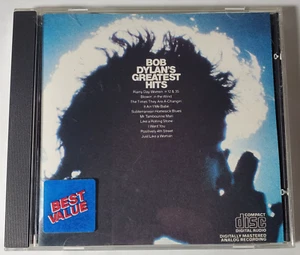 BOB
DYLAN'S
GREATEST
HITS
Rainy Day Women # 12 & 35
Blowin' in the Wind
The Times They Are A-Changin'
It Ain't Me Babe
Subterranean Homesick Blues
Mr. Tambourine Man
Like a Rolling Stone
I Want You
Positively 4th Street
Just Like a Woman
BEST
VALUE
COMPACT
disc
DIGITAL AUDIO
DIGITALLY MASTERED
ANALOG RECORDING